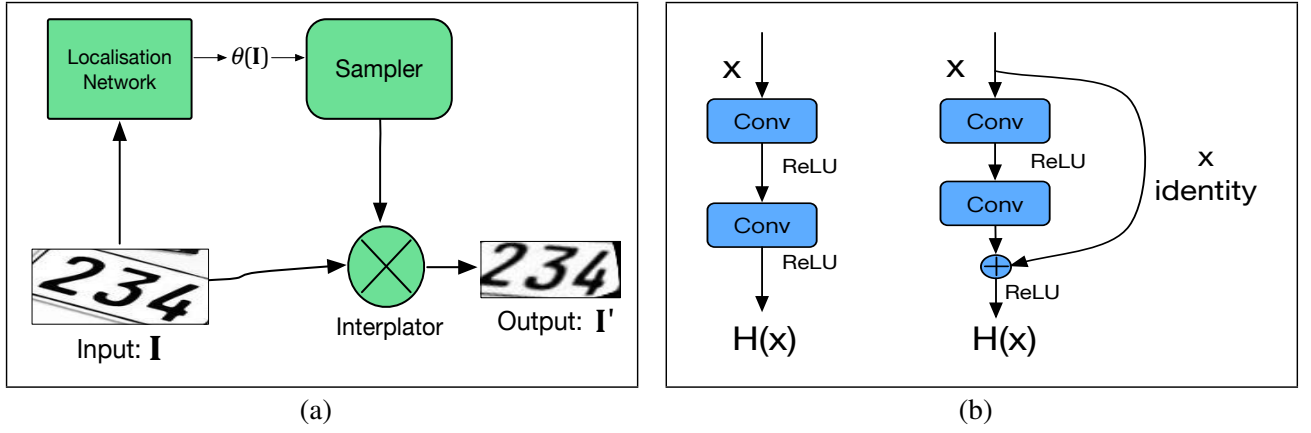 Localisation
Network
θ(I)
Sampler
234
Input: I
Interplator
234
Output: I'
(a)
x
Conv
ReLU
Conv
ReLU
H(x)
x
Conv
ReLU
Conv
ReLU
H(x)
x
identity
(b)